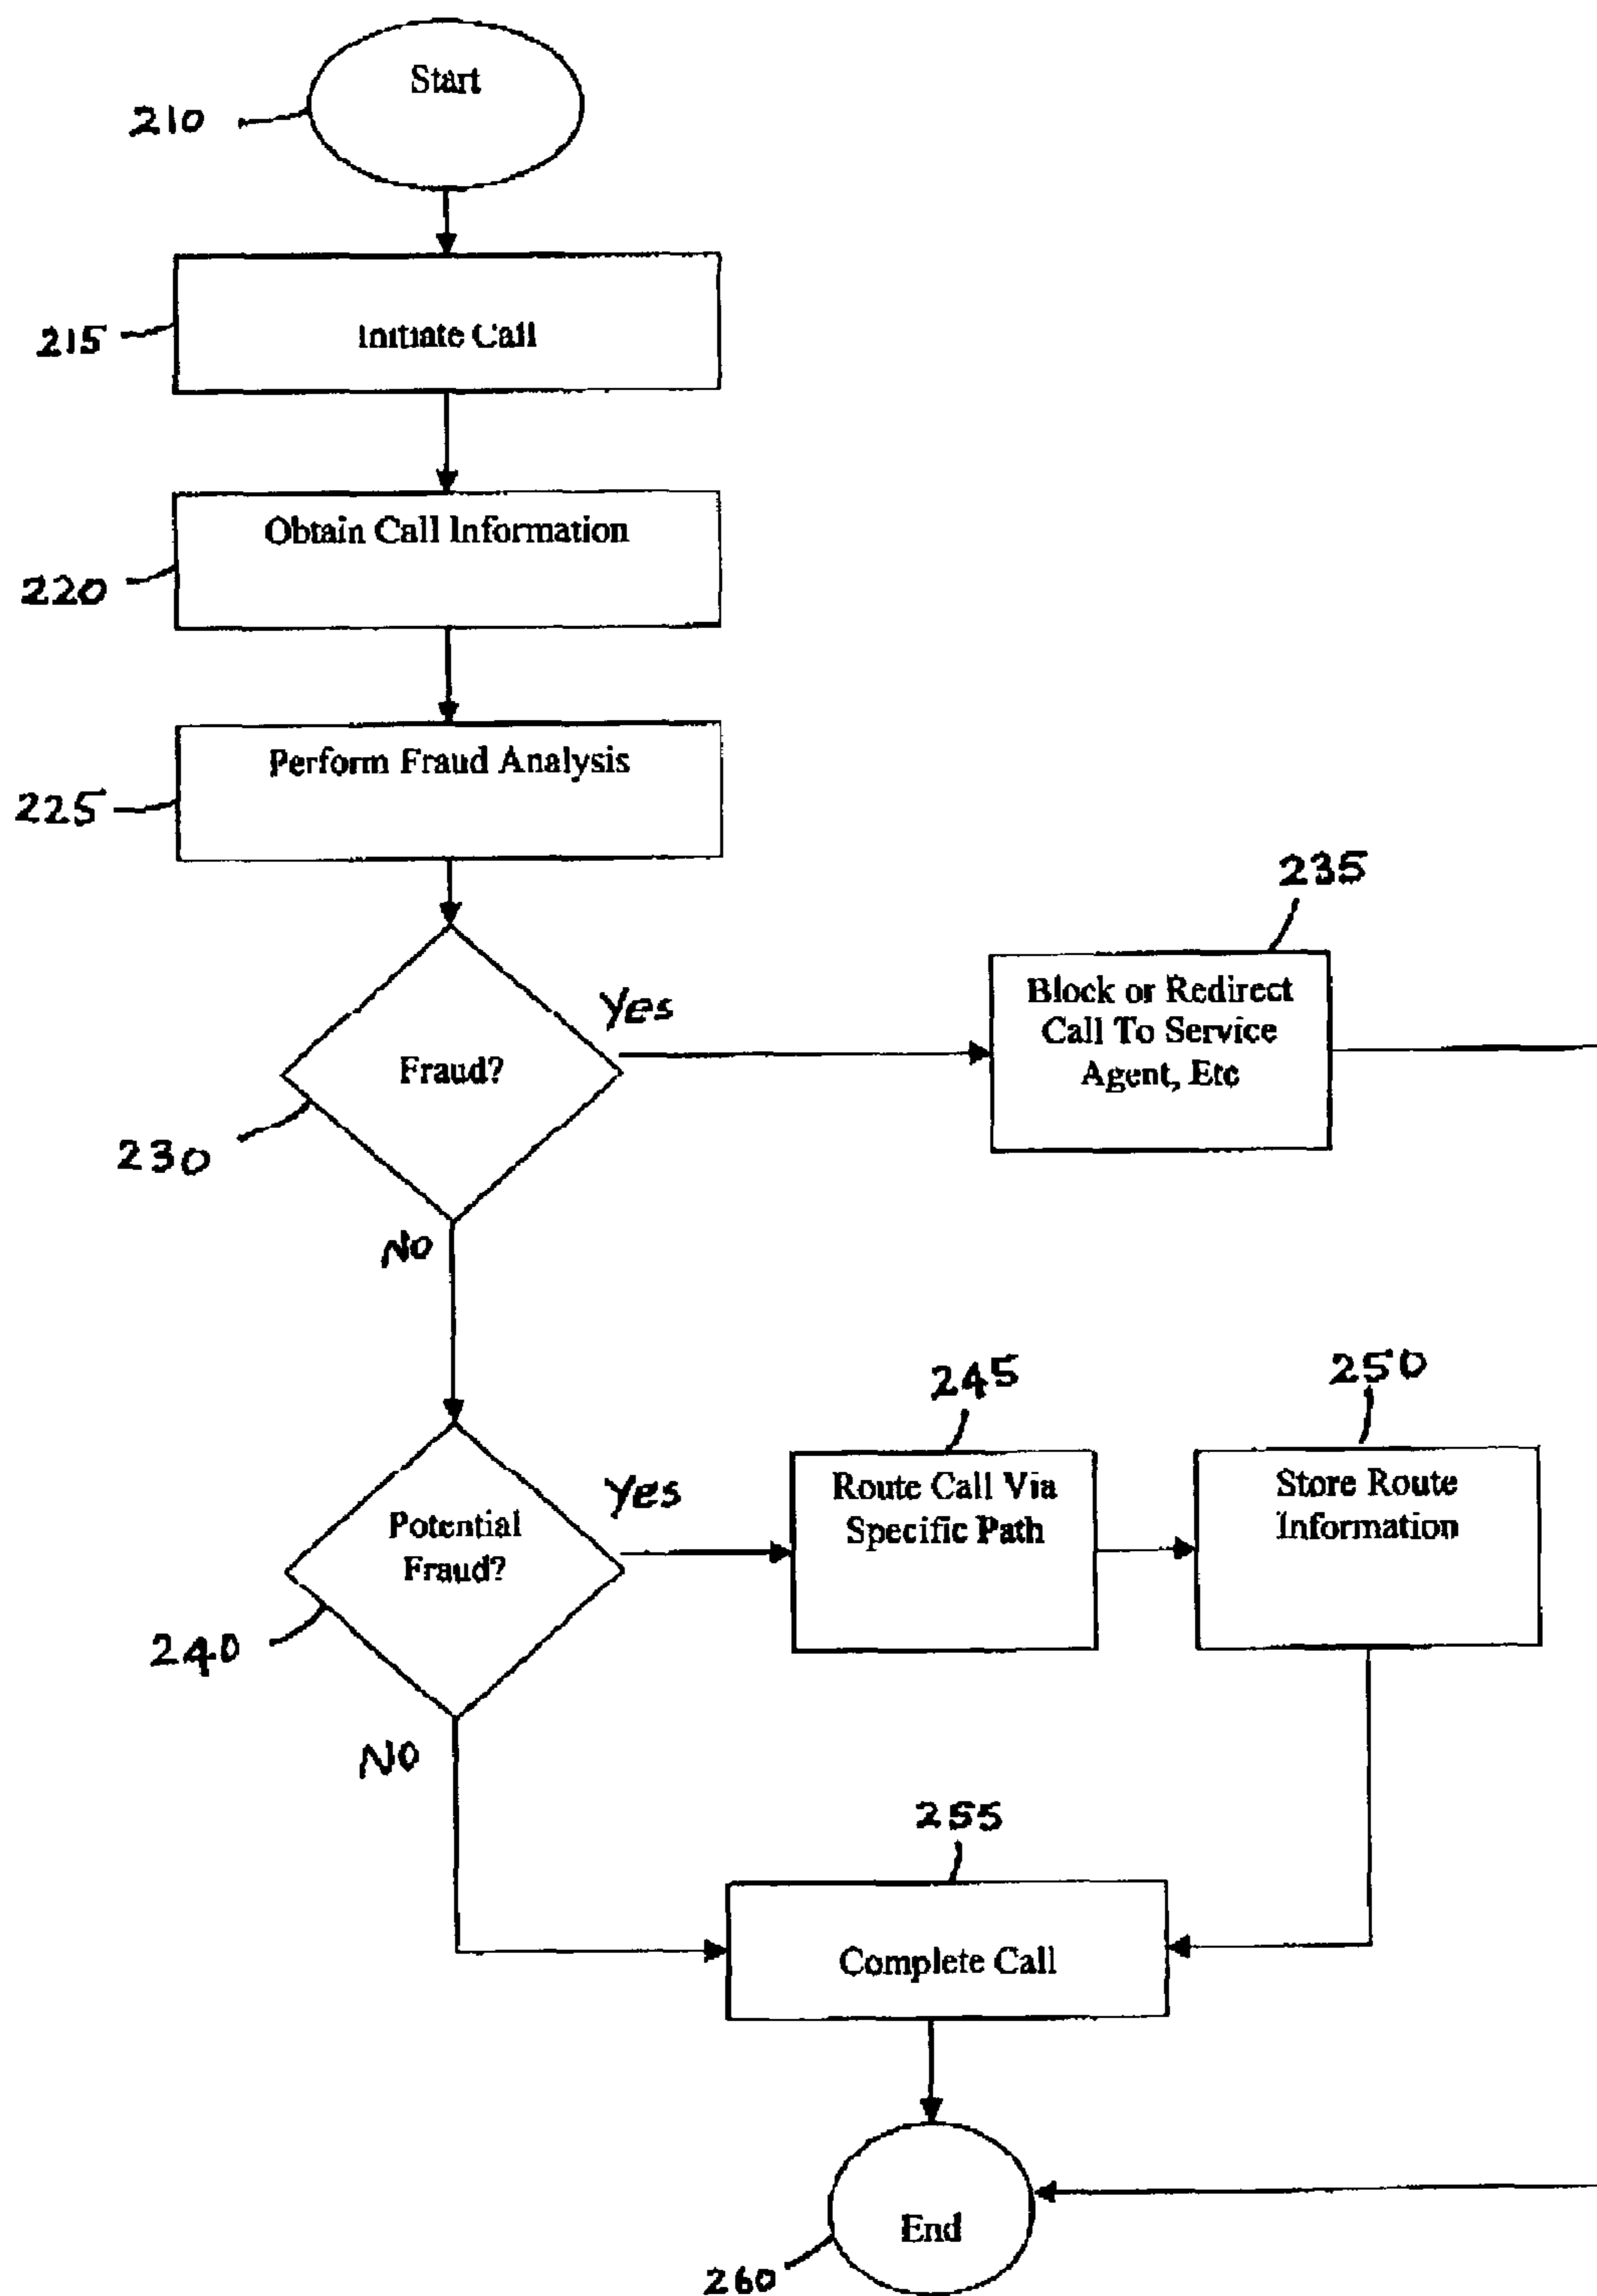 Start
210
215
Initiate Call
Obtain Call Information
220
Perform Fraud Analysis
225
235
Yes
Block or Redirect
Call To Service
Agent, Etc
Fraud?
230
NO
245
250
Yes
Route Call Via
Specific Path
Store Route
Information
Potential
Fraud?
240
NO
255
Complete Call
End
260